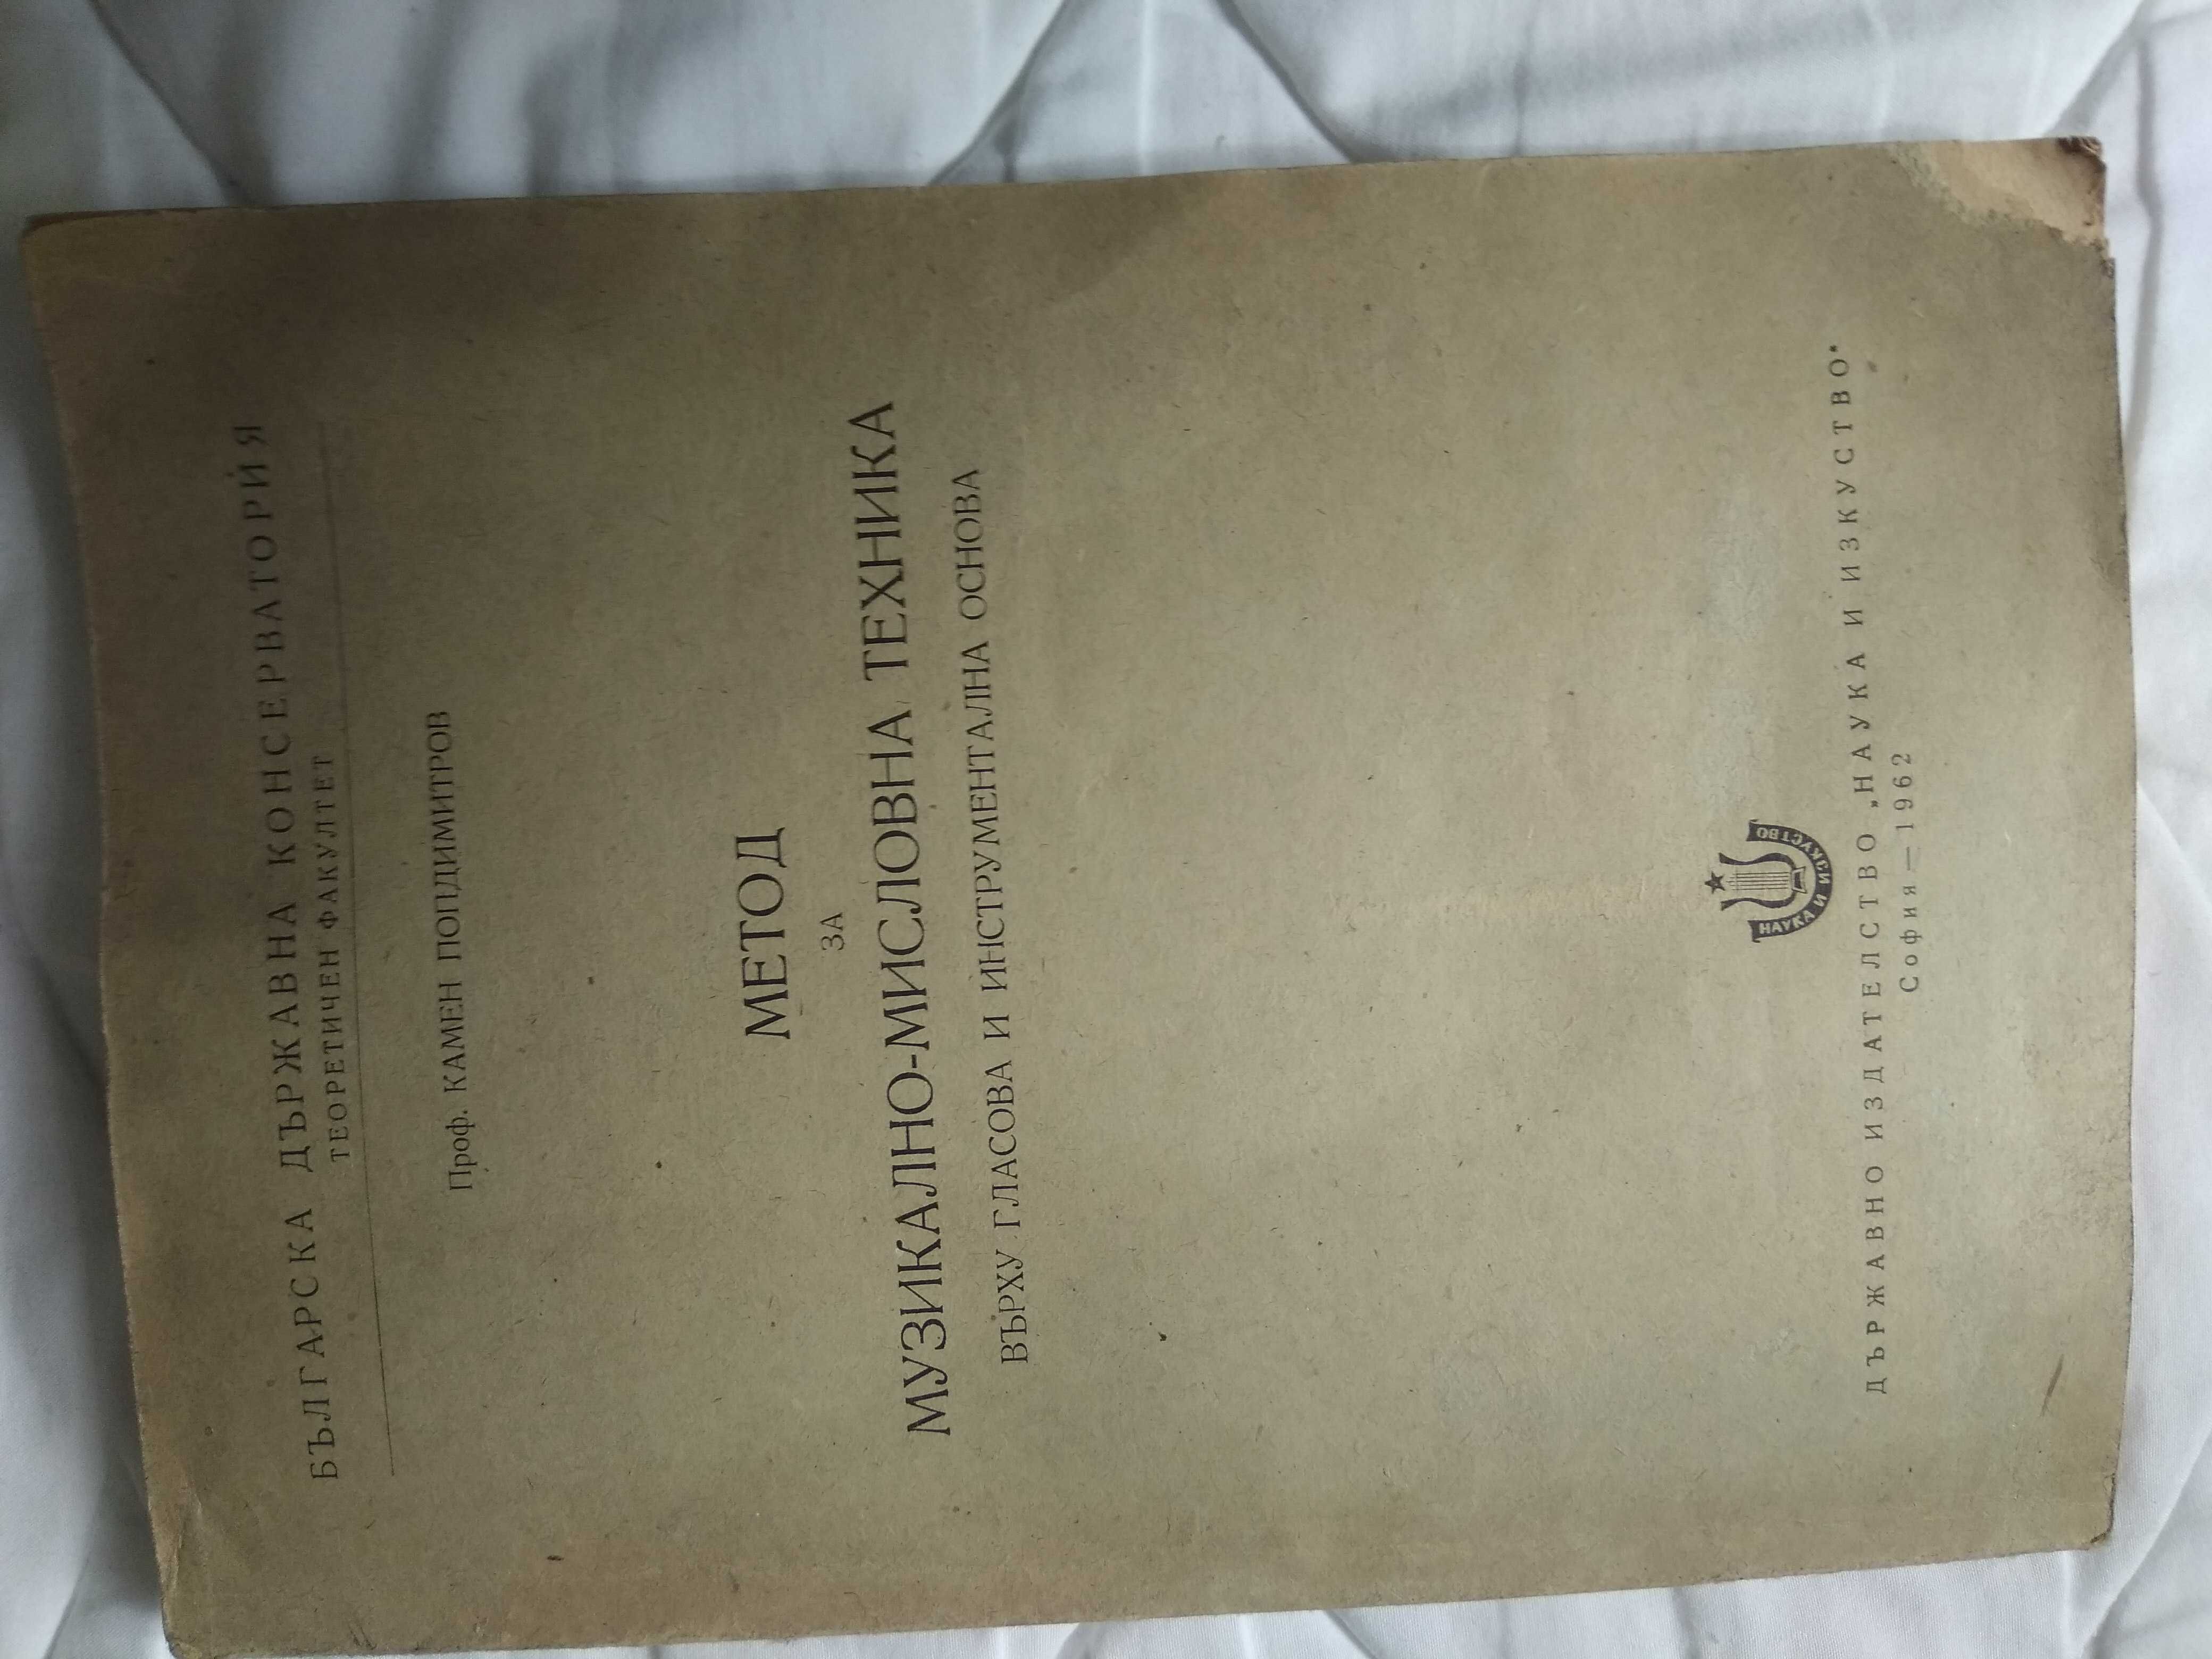 БЪЛГАРСКА ДЪРЖАВНА КОНСЕРВАТОРИЯ
ТЕОРЕТИЧЕН ФАКУЛТЕТ
Проф. КАМЕН ПОПДИМИТРОВ
МЕТОД
ЗА
МУЗИКАЛНО-МИСЛОВНА ТЕХНИКА
ВЪРХУ ГЛАСОВА И ИНСТРУМЕНТАЛНА ОСНОВА
НАУКА И ИЗКУСТВО
ДЪРЖАВНО ИЗДАТЕЛСТВО „НАУКА И ИЗКУСТВО"
София — 1962